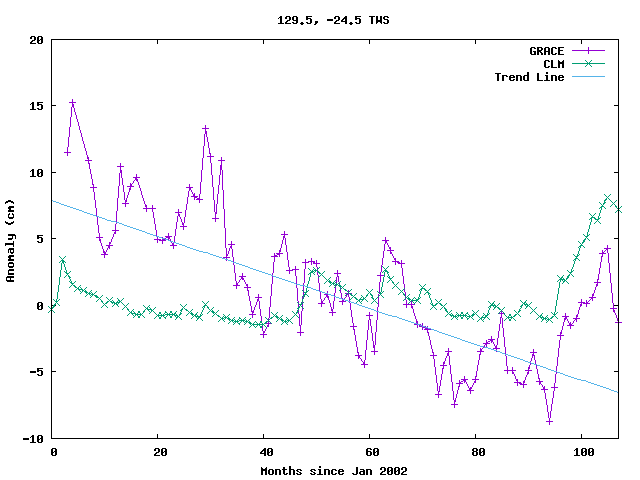 129.5, -24.5 TWS
GRACE
CLM
Trend Line
20
15
10
5
0
-5
-10
Anomaly (cm)
0 20 40 60 80 100
Months since Jan 2002